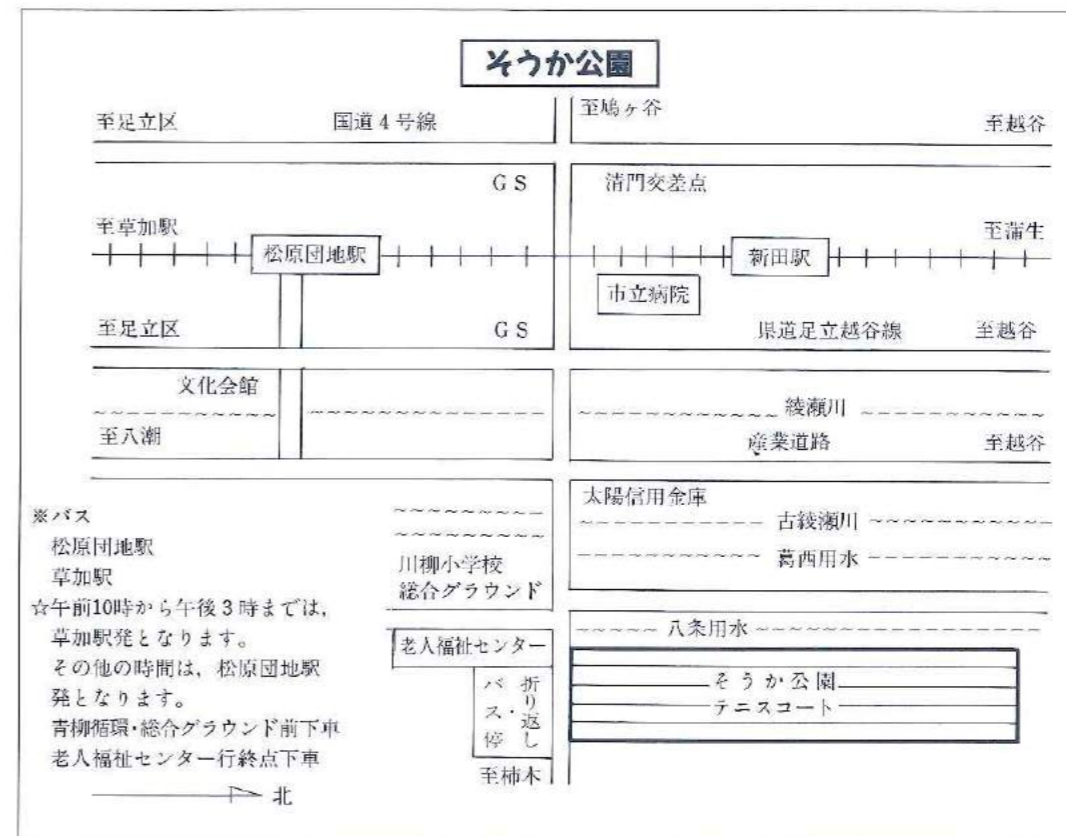 そうか公園
至鳩ヶ谷
至足立区 国道4号線 至越谷
GS 清門交差点
至草加駅 至蒲生
松原団地駅 新田駅
市立病院
至足立区 GS 県道足立越谷線 至越谷
文化会館
綾瀬川
至八潮 産業道路 至越谷
太陽信用金庫
古綾瀬川
葛西用水
川柳小学校
総合グラウンド
八条用水
老人福祉センター
そうか公園
テニスコート
折り返し
バス・停
至柿木
※バス
松原団地駅
草加駅
☆午前10時から午後3時までは,
草加駅発となります。
その他の時間は, 松原団地駅
発となります。
青柳循環・総合グラウンド前下車
老人福祉センター行終点下車
北